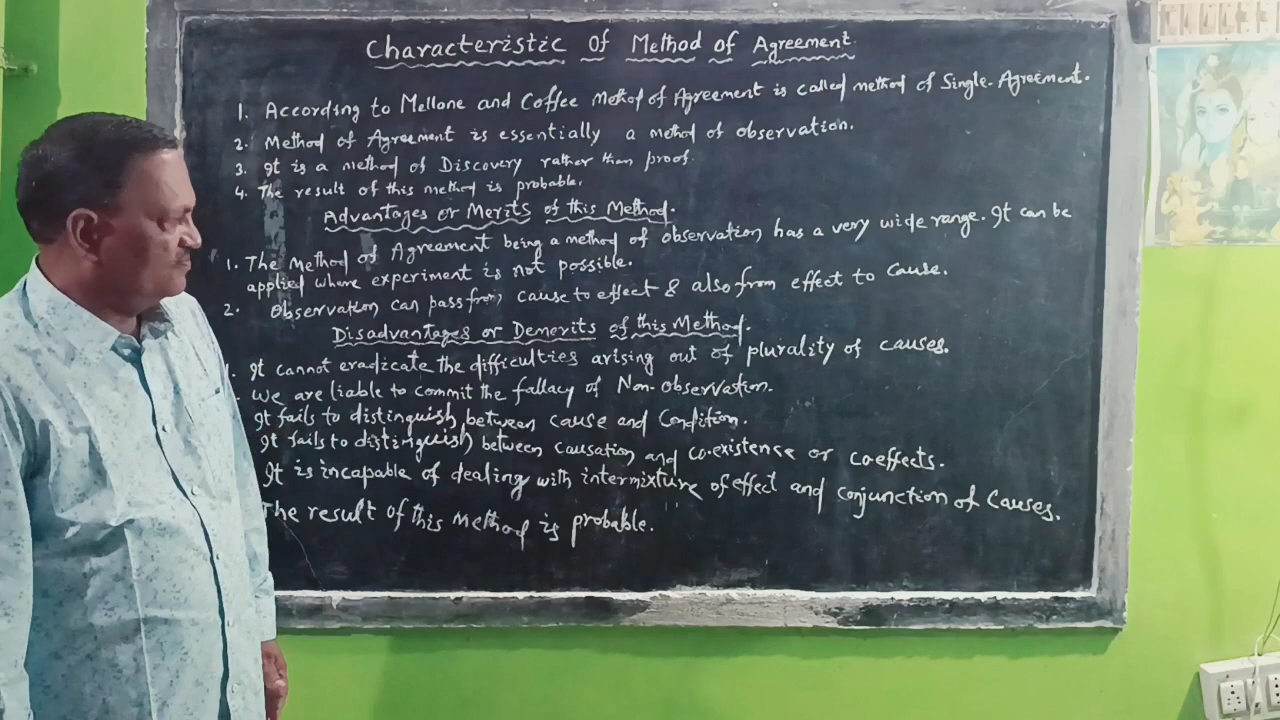 Characteristic Of Method of Agreement
1. According to Mellone and Coffee Method of Agreement is called method of Single-Agreement.
2. Method of Agreement is essentially a method of observation.
3. It is a method of Discovery rather than proof.
4. The result of this method is probable.
Advantages or Merits of this Method.
1. The Method of Agreement being a method of observation has a very wide range. It can be
applied where experiment is not possible.
2. Observation can pass from cause to effect & also from effect to cause.
Disadvantages or Demerits of this Method.
1. It cannot eradicate the difficulties arising out of plurality of causes.
We are liable to commit the fallacy of Non-observation.
It fails to distinguish between cause and Condition.
It fails to distinguish between causation and co-existence or co-effects.
It is incapable of dealing with intermixture of effect and conjunction of Causes.
The result of this Method is probable.